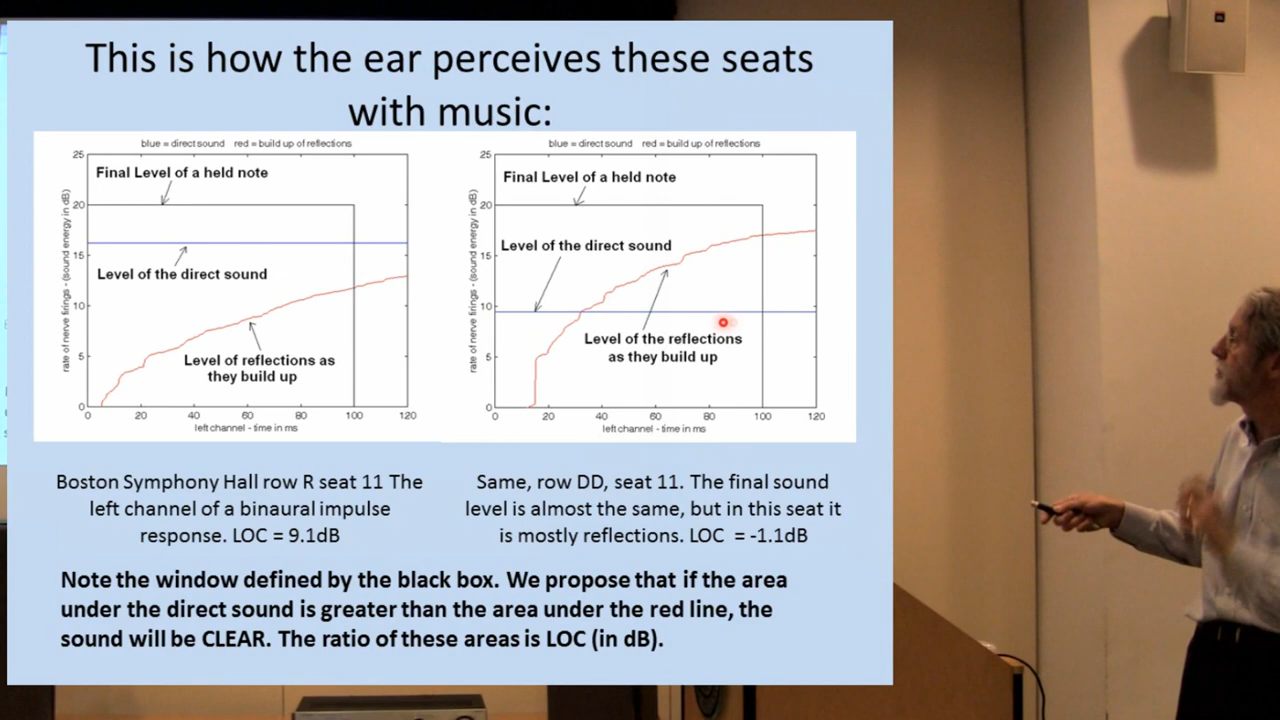 This is how the ear perceives these seats
with music:
blue = direct sound   red = build up of reflections
25
20
15
10
5
0
rate of nerve firings - (sound energy in dB)
Final Level of a held note
Level of the direct sound
Level of reflections as
they build up
0 20 40 60 80 100 120
left channel - time in ms
blue = direct sound   red = build up of reflections
25
20
15
10
5
0
rate of nerve firings - (sound energy in dB)
Final Level of a held note
Level of the direct sound
Level of the reflections
as they build up
0 20 40 60 80 100 120
left channel - time in ms
Boston Symphony Hall row R seat 11 The
left channel of a binaural impulse
response. LOC = 9.1dB
Same, row DD, seat 11. The final sound
level is almost the same, but in this seat it
is mostly reflections. LOC  = -1.1dB
Note the window defined by the black box. We propose that if the area
under the direct sound is greater than the area under the red line, the
sound will be CLEAR. The ratio of these areas is LOC (in dB).